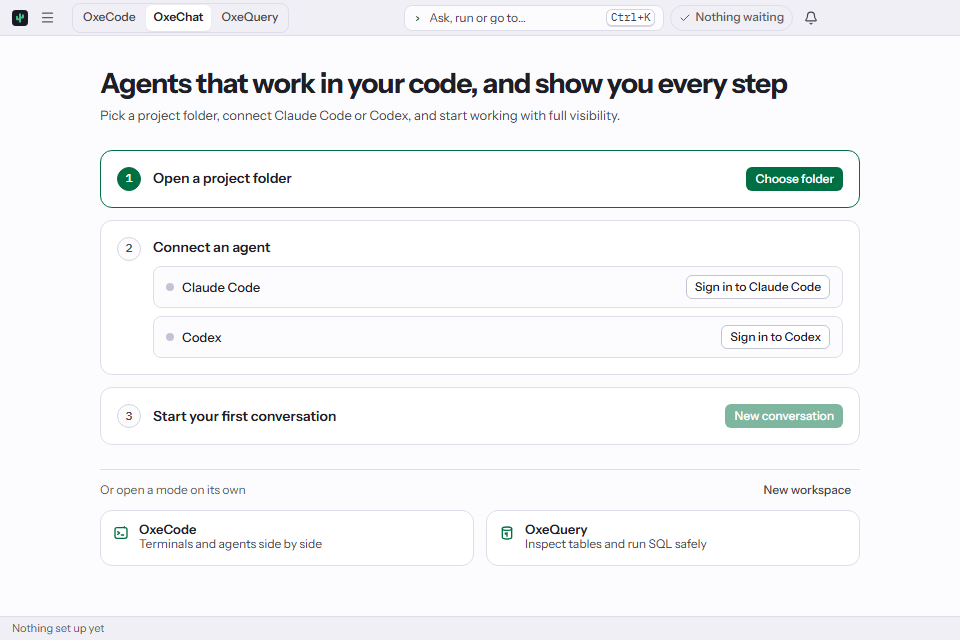 OxeCode
OxeChat
OxeQuery
Ask, run or go to...
Ctrl+K
Nothing waiting
Agents that work in your code, and show you every step
Pick a project folder, connect Claude Code or Codex, and start working with full visibility.
1
Open a project folder
Choose folder
2
Connect an agent
Claude Code
Sign in to Claude Code
Codex
Sign in to Codex
3
Start your first conversation
New conversation
Or open a mode on its own
New workspace
OxeCode
Terminals and agents side by side
OxeQuery
Inspect tables and run SQL safely
Nothing set up yet